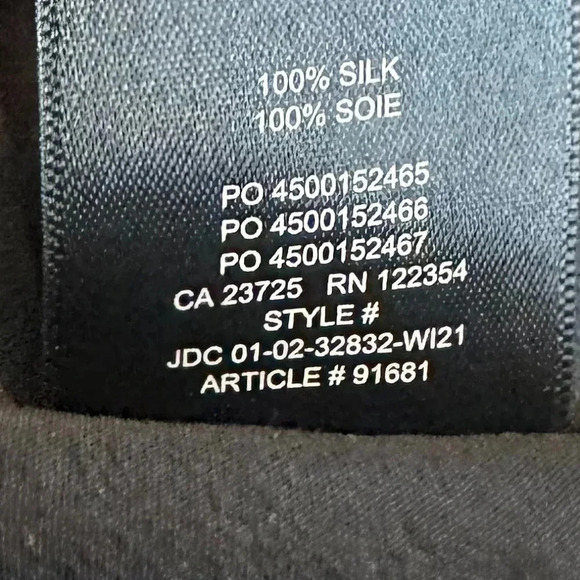 100% SILK
100% SOIE
PO 4500152465
PO 4500152466
PO 4500152467
CA 23725 RN 122354
STYLE #
JDC 01-02-32832-WI21
ARTICLE # 91681